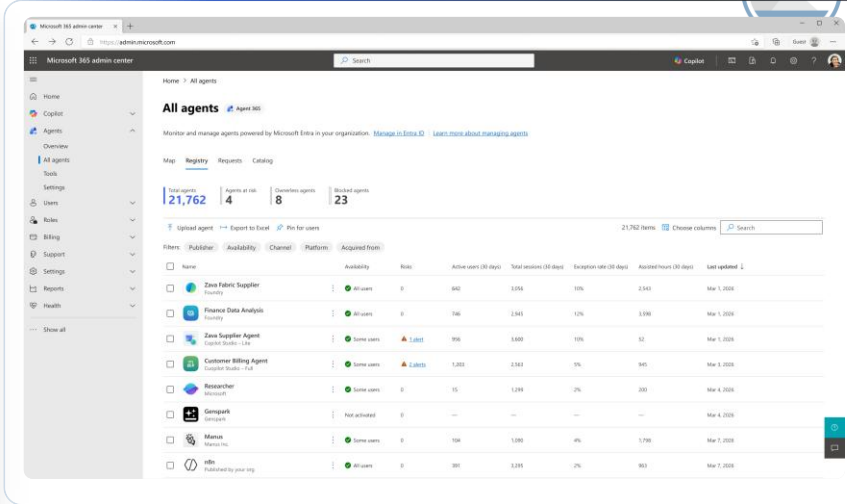 Microsoft 365 admin center
https://admin.microsoft.com
Guest
Microsoft 365 admin center
Search
Copilot
Home > All agents
Home
Copilot
Agents
Overview
All agents
Tools
Settings
Users
Roles
Billing
Support
Settings
Reports
Health
Show all
All agents Agent 365
Monitor and manage agents powered by Microsoft Entra in your organization. Manage in Entra ID Learn more about managing agents
Map Registry Requests Catalog
Total agents Agents at risk Ownerless agents Blocked agents
21,762 4 8 23
Upload agent Export to Excel Pin for users 21,762 items Choose columns Search
Filters: Publisher Availability Channel Platform Acquired from
Name Availability Risks Active users (30 days) Total sessions (30 days) Exception rate (30 days) Assisted hours (30 days) Last updated ↓
Zava Fabric Supplier All users 0 842 3,056 10% 2,543 Mar 1, 2026
Foundry
Finance Data Analysis All users 0 746 2,945 12% 3,398 Mar 1, 2026
Foundry
Zava Supplier Agent Some users 1 alert 956 3,600 10% 52 Mar 1, 2026
Copilot Studio – Lite
Customer Billing Agent Some users 2 alerts 1,203 2,563 5% 945 Mar 3, 2026
Copilot Studio – Full
Researcher Some users 0 15 1,299 2% 200 Mar 4, 2026
Microsoft
Genspark Not activated 0 — — — — Mar 4, 2026
Genspark
Manus Some users 0 194 1,090 4% 1,798 Mar 7, 2026
Manus Inc.
n8n All users 0 391 3,395 2% 963 Mar 7, 2026
Published by your org